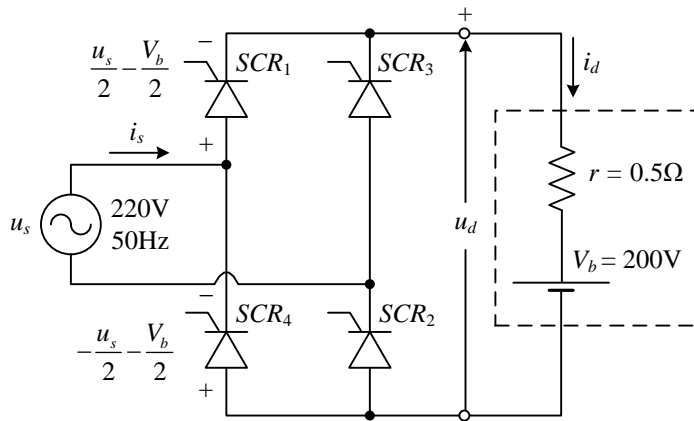 +
−
u_s/2 − V_b/2
SCR₁
SCR₃
i_d
+
i_s
r = 0.5Ω
u_s
220V
50Hz
u_d
V_b = 200V
−
SCR₄
SCR₂
−u_s/2 − V_b/2
+
−